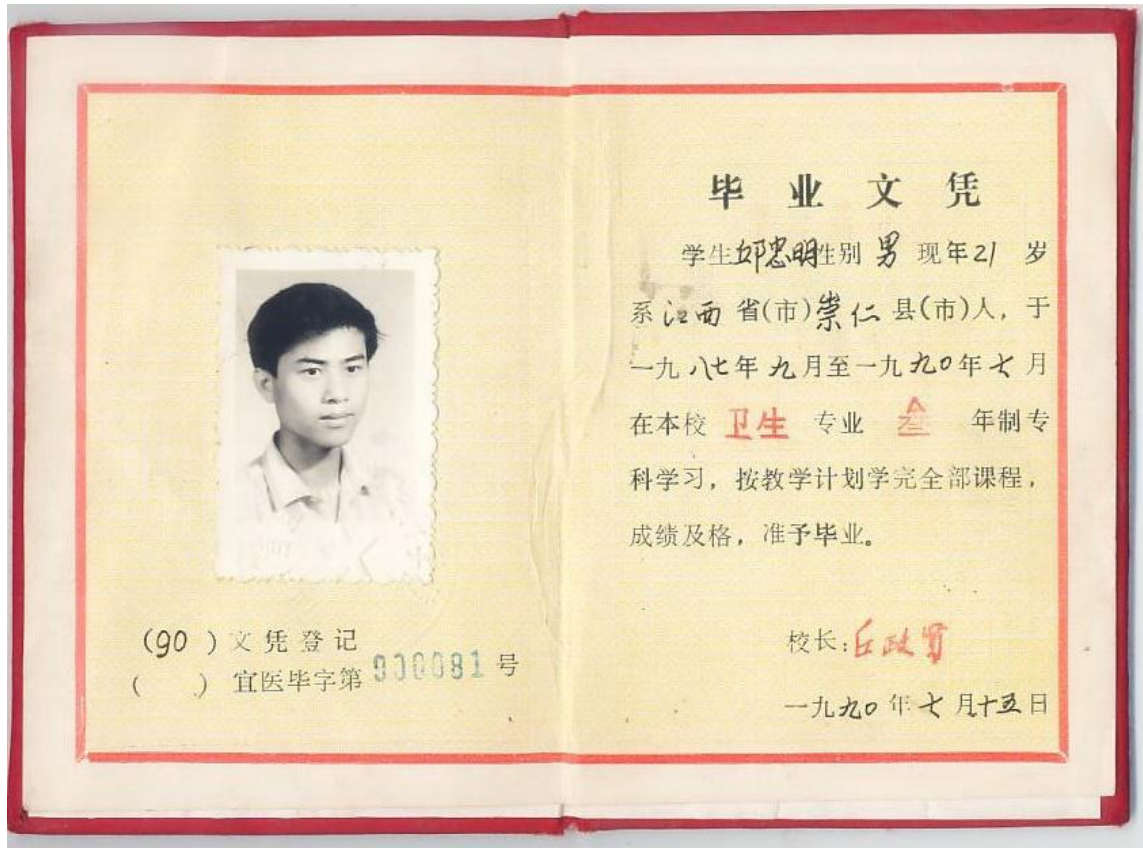 (90)文凭登记
( )宜医毕字第900081号
毕业文凭
学生邬忠明性别男现年21岁
系江西省(市)崇仁县(市)人，于
一九八七年九月至一九九〇年七月
在本校卫生专业叁年制专
科学习，按教学计划学完全部课程，
成绩及格，准予毕业。
校长：丘政贤
一九九〇年七月十五日